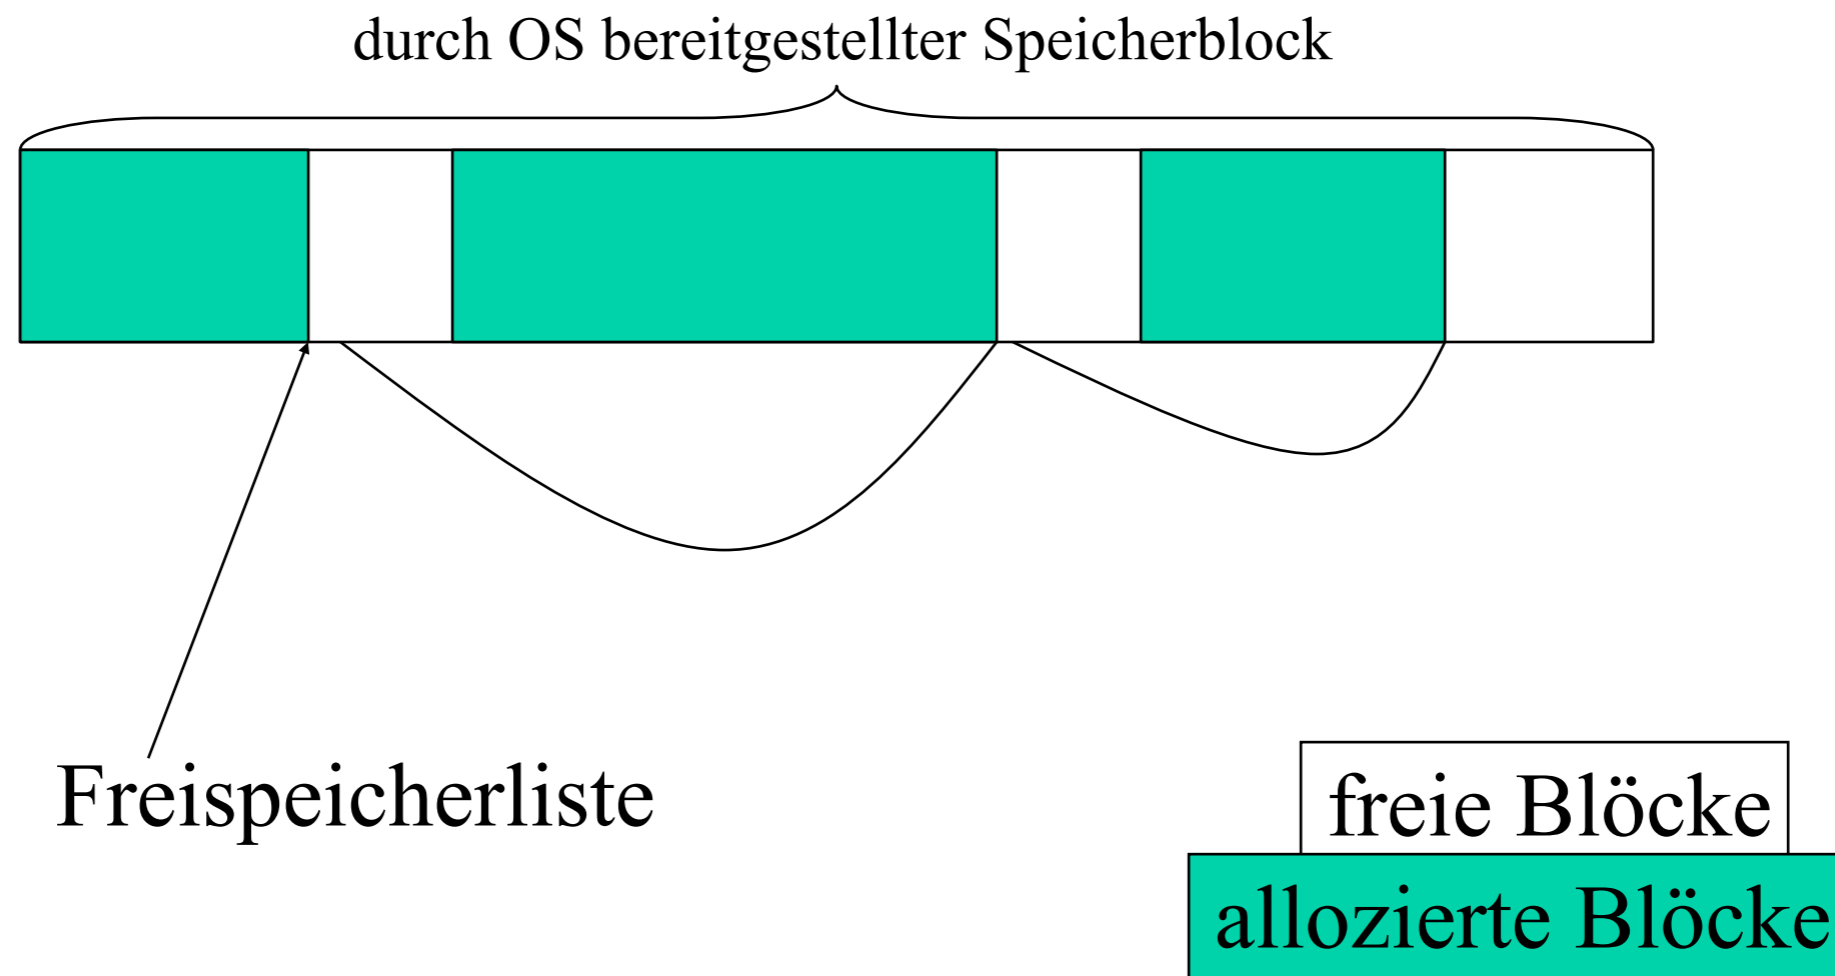 durch OS bereitgestellter Speicherblock
Freispeicherliste
freie Blöcke
allozierte Blöcke